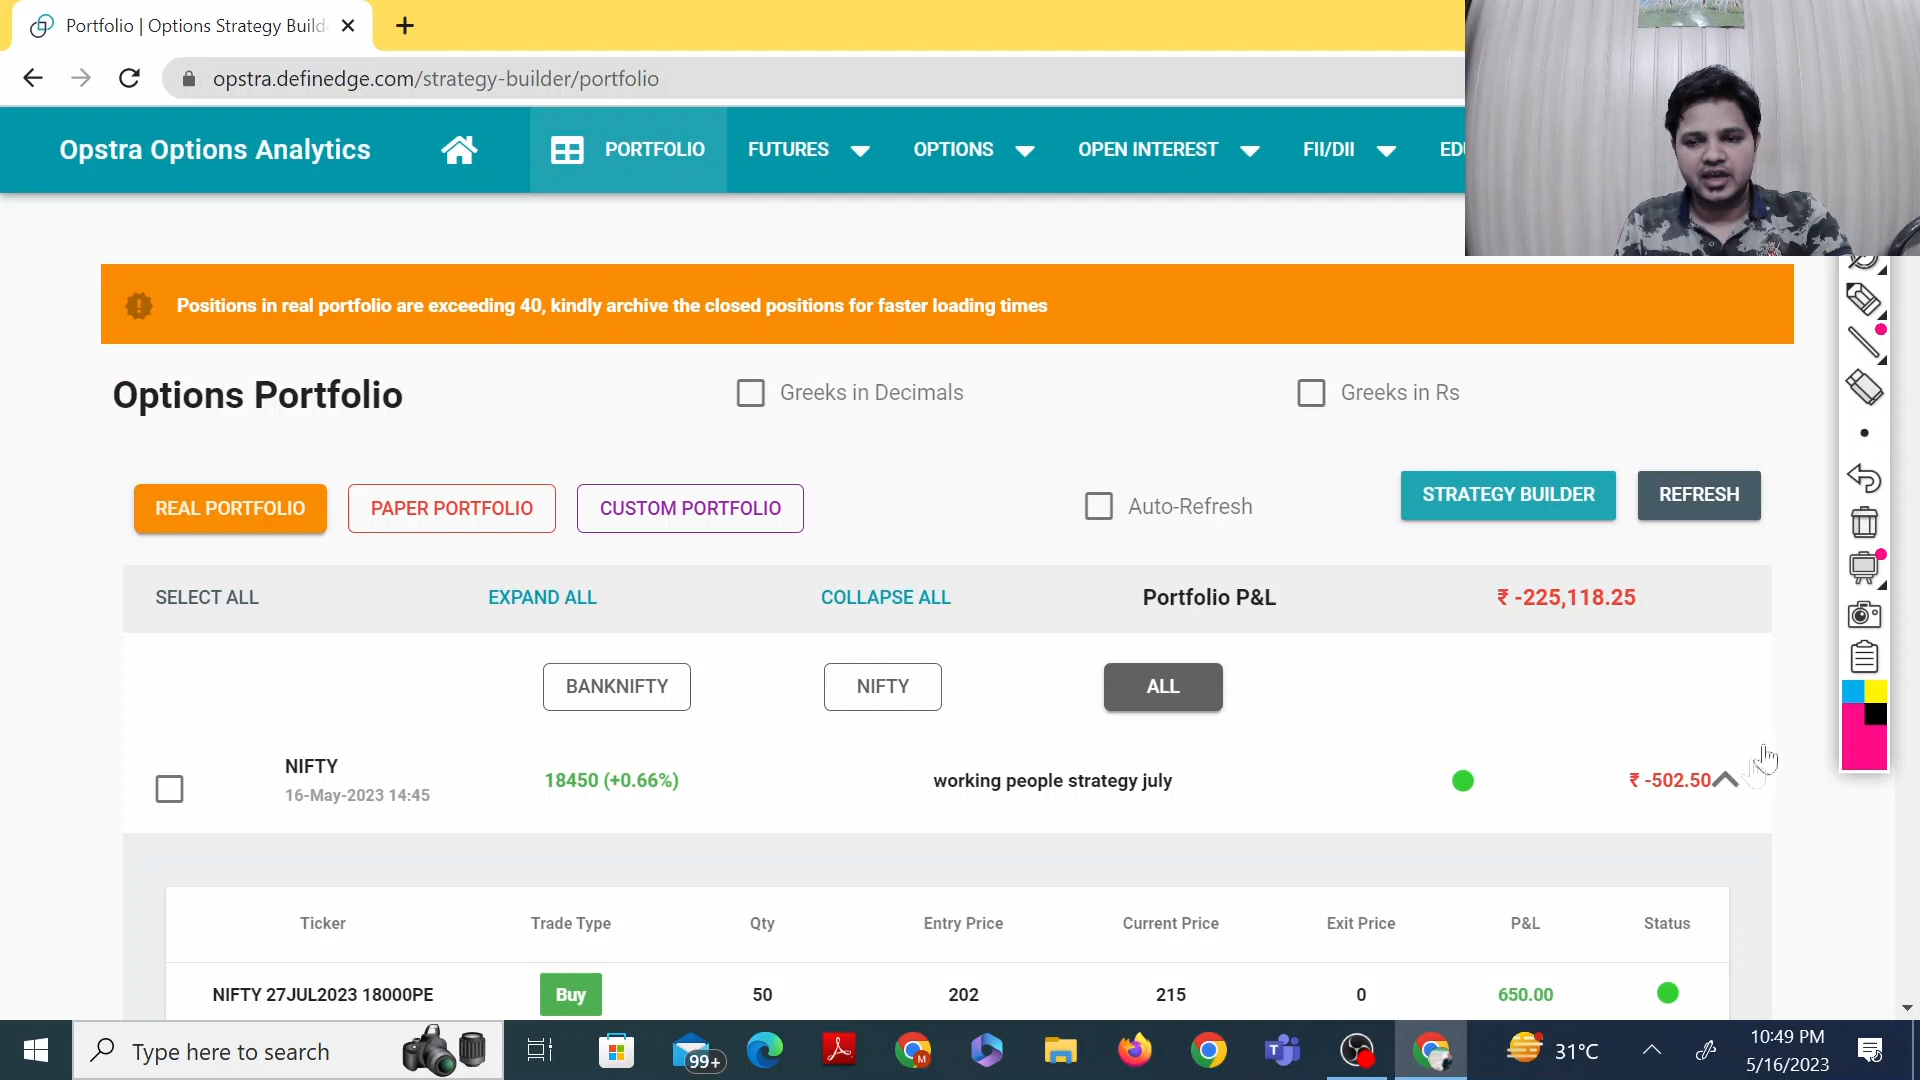 Portfolio | Options Strategy Build
opstra.definedge.com/strategy-builder/portfolio
Opstra Options Analytics
PORTFOLIO
FUTURES
OPTIONS
OPEN INTEREST
FII/DII
EDU
Positions in real portfolio are exceeding 40, kindly archive the closed positions for faster loading times
Options Portfolio
Greeks in Decimals
Greeks in Rs
REAL PORTFOLIO
PAPER PORTFOLIO
CUSTOM PORTFOLIO
Auto-Refresh
STRATEGY BUILDER
REFRESH
SELECT ALL
EXPAND ALL
COLLAPSE ALL
Portfolio P&L
₹ -225,118.25
BANKNIFTY
NIFTY
ALL
NIFTY
16-May-2023 14:45
18450 (+0.66%)
working people strategy july
₹ -502.50
Ticker Trade Type Qty Entry Price Current Price Exit Price P&L Status
NIFTY 27JUL2023 18000PE Buy 50 202 215 0 650.00
Type here to search
99+
31°C
10:49 PM
5/16/2023